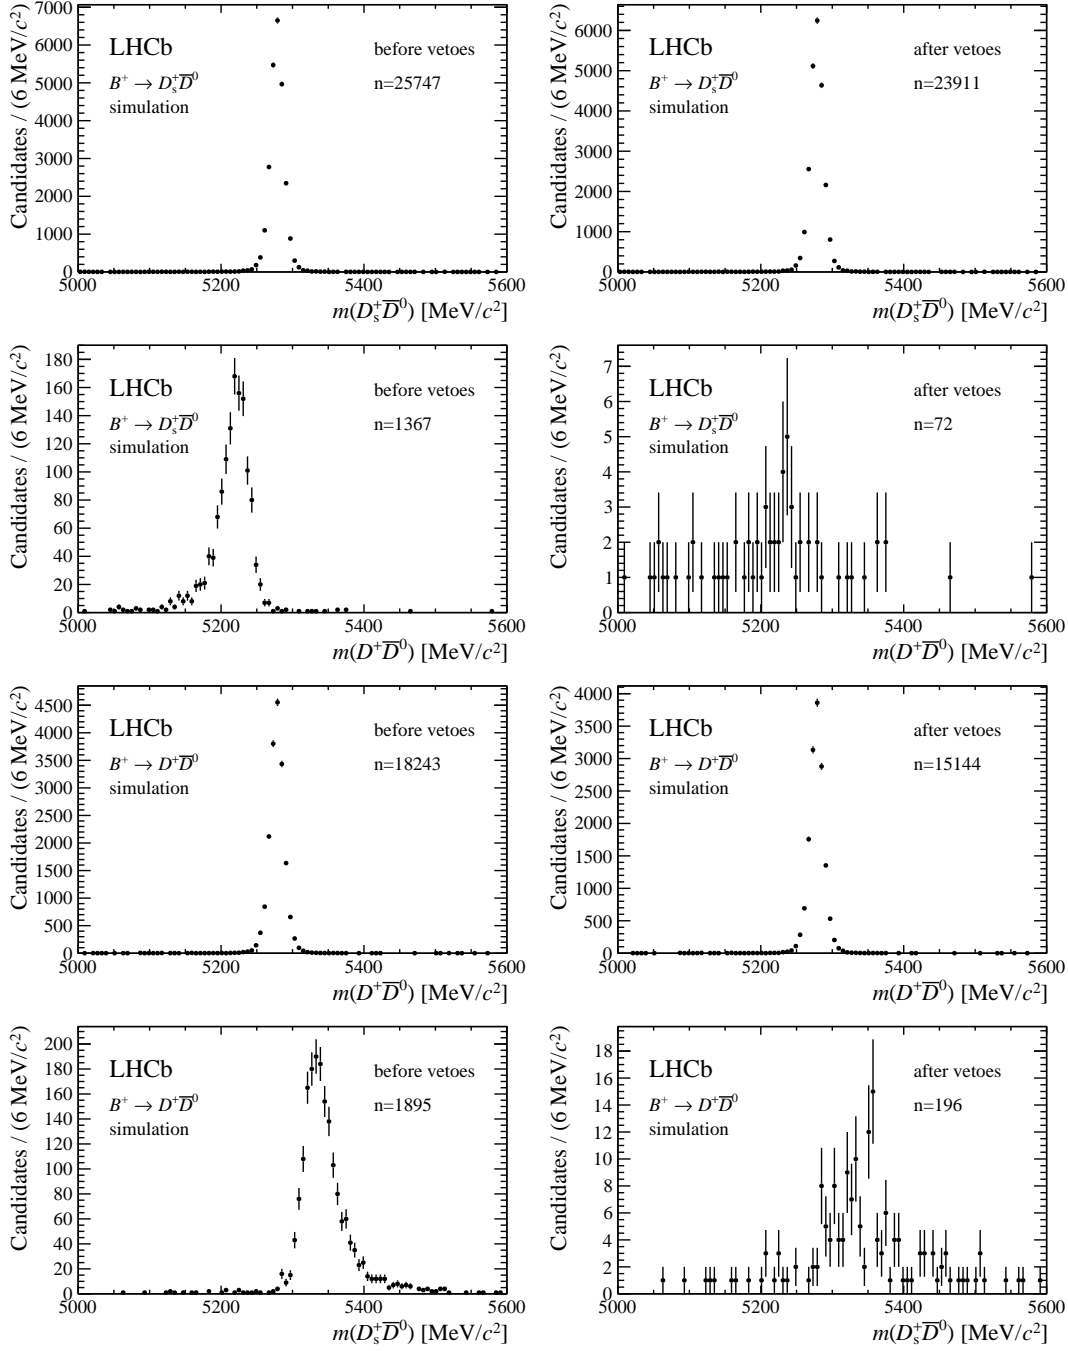 Candidates / (6 MeV/c²)
7000
6000
5000
4000
3000
2000
1000
0
LHCb
B⁺ → D_s⁺D̅⁰
simulation
before vetoes
n=25747
5000 5200 5400 5600
m(D_s⁺D̅⁰) [MeV/c²]
Candidates / (6 MeV/c²)
6000
5000
4000
3000
2000
1000
0
LHCb
B⁺ → D_s⁺D̅⁰
simulation
after vetoes
n=23911
5000 5200 5400 5600
m(D_s⁺D̅⁰) [MeV/c²]
Candidates / (6 MeV/c²)
180
160
140
120
100
80
60
40
20
0
LHCb
B⁺ → D_s⁺D̅⁰
simulation
before vetoes
n=1367
5000 5200 5400 5600
m(D⁺D̅⁰) [MeV/c²]
Candidates / (6 MeV/c²)
7
6
5
4
3
2
1
0
LHCb
B⁺ → D_s⁺D̅⁰
simulation
after vetoes
n=72
5000 5200 5400 5600
m(D⁺D̅⁰) [MeV/c²]
Candidates / (6 MeV/c²)
4500
4000
3500
3000
2500
2000
1500
1000
500
0
LHCb
B⁺ → D⁺D̅⁰
simulation
before vetoes
n=18243
5000 5200 5400 5600
m(D⁺D̅⁰) [MeV/c²]
Candidates / (6 MeV/c²)
4000
3500
3000
2500
2000
1500
1000
500
0
LHCb
B⁺ → D⁺D̅⁰
simulation
after vetoes
n=15144
5000 5200 5400 5600
m(D⁺D̅⁰) [MeV/c²]
Candidates / (6 MeV/c²)
200
180
160
140
120
100
80
60
40
20
0
LHCb
B⁺ → D⁺D̅⁰
simulation
before vetoes
n=1895
5000 5200 5400 5600
m(D_s⁺D̅⁰) [MeV/c²]
Candidates / (6 MeV/c²)
18
16
14
12
10
8
6
4
2
0
LHCb
B⁺ → D⁺D̅⁰
simulation
after vetoes
n=196
5000 5200 5400 5600
m(D_s⁺D̅⁰) [MeV/c²]